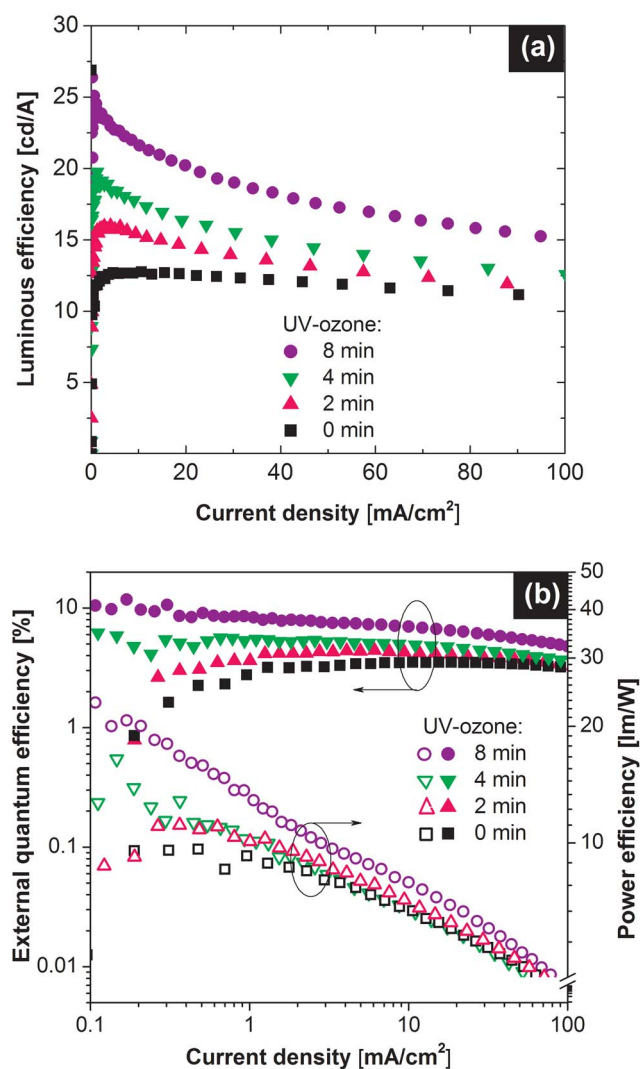 (a)
30
25
20
15
10
5
Luminous efficiency [cd/A]
UV-ozone:
8 min
4 min
2 min
0 min
0 20 40 60 80 100
Current density [mA/cm²]
(b)
10
1
0.1
0.01
External quantum efficiency [%]
50
40
30
20
10
Power efficiency [lm/W]
UV-ozone:
8 min
4 min
2 min
0 min
0.1 1 10 100
Current density [mA/cm²]